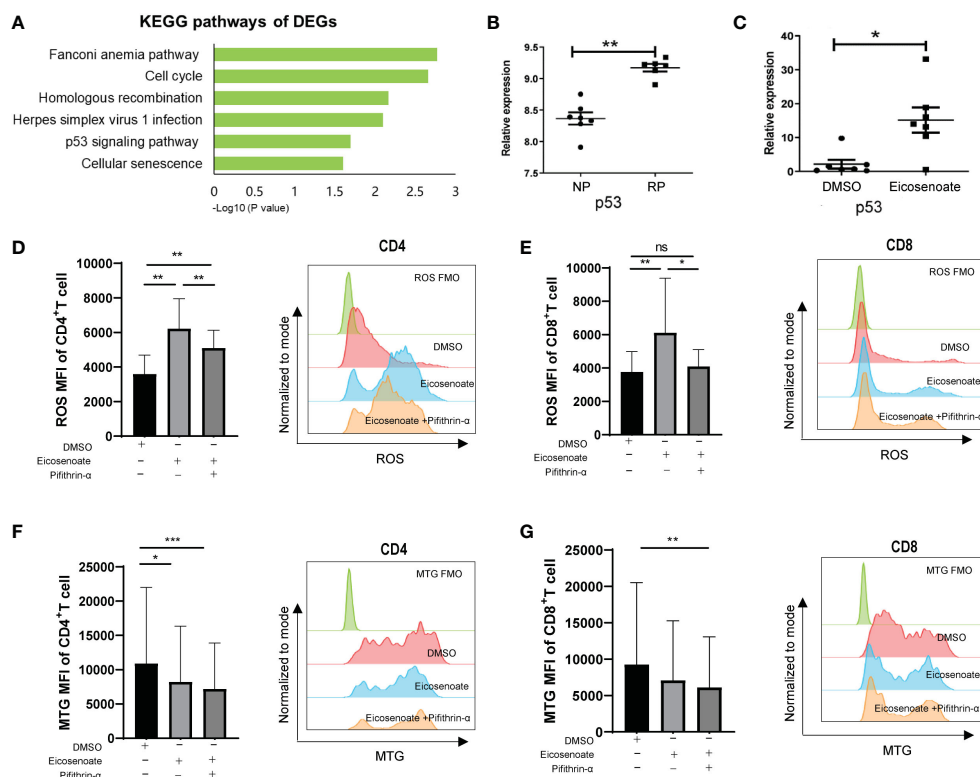 A
KEGG pathways of DEGs
Fanconi anemia pathway
Cell cycle
Homologous recombination
Herpes simplex virus 1 infection
p53 signaling pathway
Cellular senescence
0 0.5 1 1.5 2 2.5 3
-Log10 (P value)
B
**
Relative expression
9.5
9.0
8.5
8.0
7.5
NP RP
p53
C
*
Relative expression
40
30
20
10
0
DMSO Eicosenoate
p53
D
ROS MFI of CD4+T cell
10000
8000
6000
4000
2000
0
**
** **
DMSO + − −
Eicosenoate − + +
Pifithrin-α − − +
CD4
Normalized to mode
ROS FMO
DMSO
Eicosenoate
Eicosenoate +Pifithrin-α
ROS
E
ROS MFI of CD8+T cell
10000
8000
6000
4000
2000
0
ns
** *
DMSO + − −
Eicosenoate − + +
Pifithrin-α − − +
CD8
Normalized to mode
ROS FMO
DMSO
Eicosenoate
Eicosenoate +Pifithrin-α
ROS
F
MTG MFI of CD4+T cell
25000
20000
15000
10000
5000
0
***
*
DMSO + − −
Eicosenoate − + +
Pifithrin-α − − +
CD4
Normalized to mode
MTG FMO
DMSO
Eicosenoate
Eicosenoate +Pifithrin-α
MTG
G
MTG MFI of CD8+T cell
25000
20000
15000
10000
5000
0
**
DMSO + − −
Eicosenoate − + +
Pifithrin-α − − +
CD8
Normalized to mode
MTG FMO
DMSO
Eicosenoate
Eicosenoate +Pifithrin-α
MTG